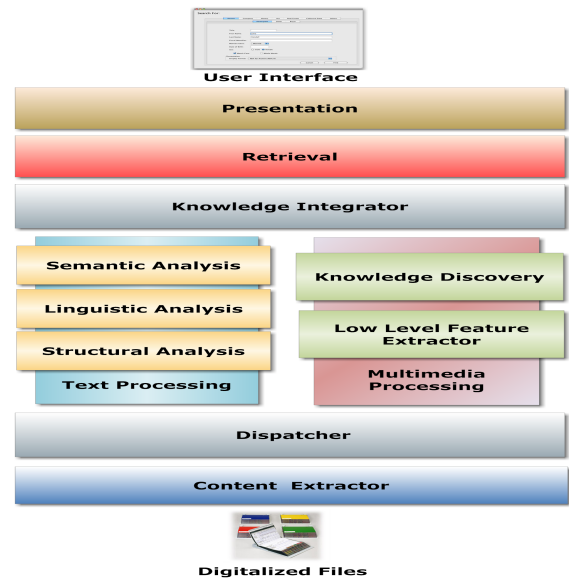 User Interface
Presentation
Retrieval
Knowledge Integrator
Semantic Analysis
Linguistic Analysis
Structural Analysis
Text Processing
Knowledge Discovery
Low Level Feature
Extractor
Multimedia
Processing
Dispatcher
Content Extractor
Digitalized Files